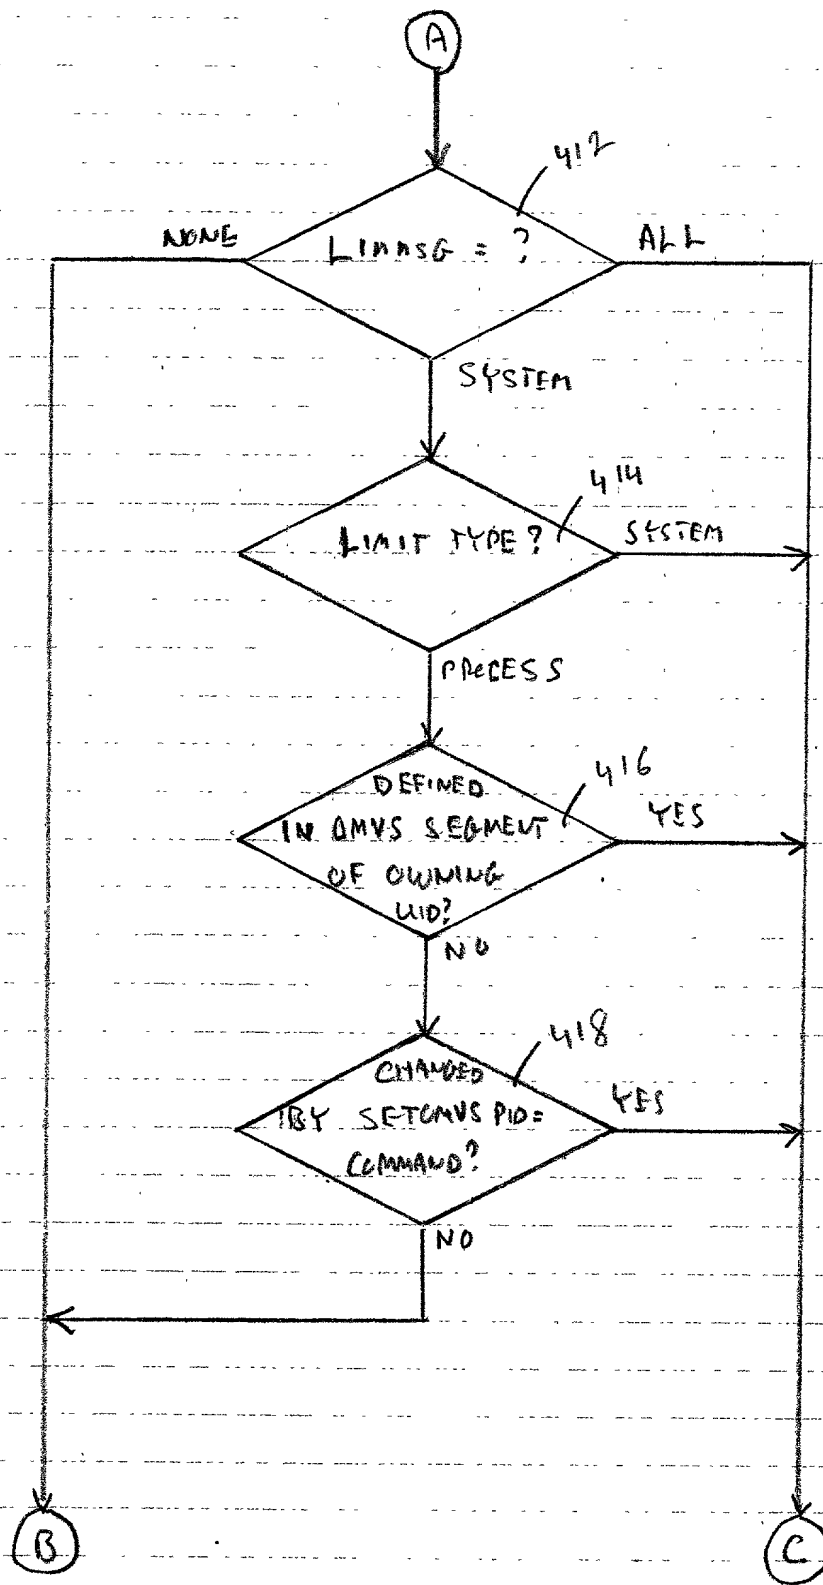 A
412
NONE
LIMMSG = ?
ALL
SYSTEM
414
LIMIT TYPE?
SYSTEM
PROCESS
416
DEFINED
IN OMVS SEGMENT
OF OWNING
UID?
YES
NO
418
CHANGED
BY SETOMVS PID=
COMMAND?
YES
NO
B
C